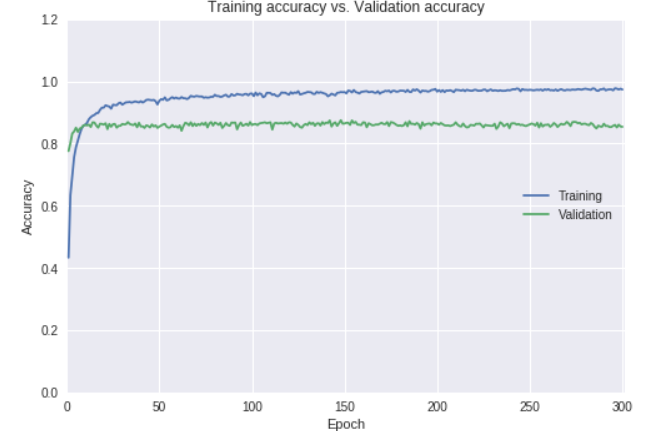 Training accuracy vs. Validation accuracy
1.2
1.0
0.8
0.6
0.4
0.2
0.0
Accuracy
Training
Validation
0 50 100 150 200 250 300
Epoch